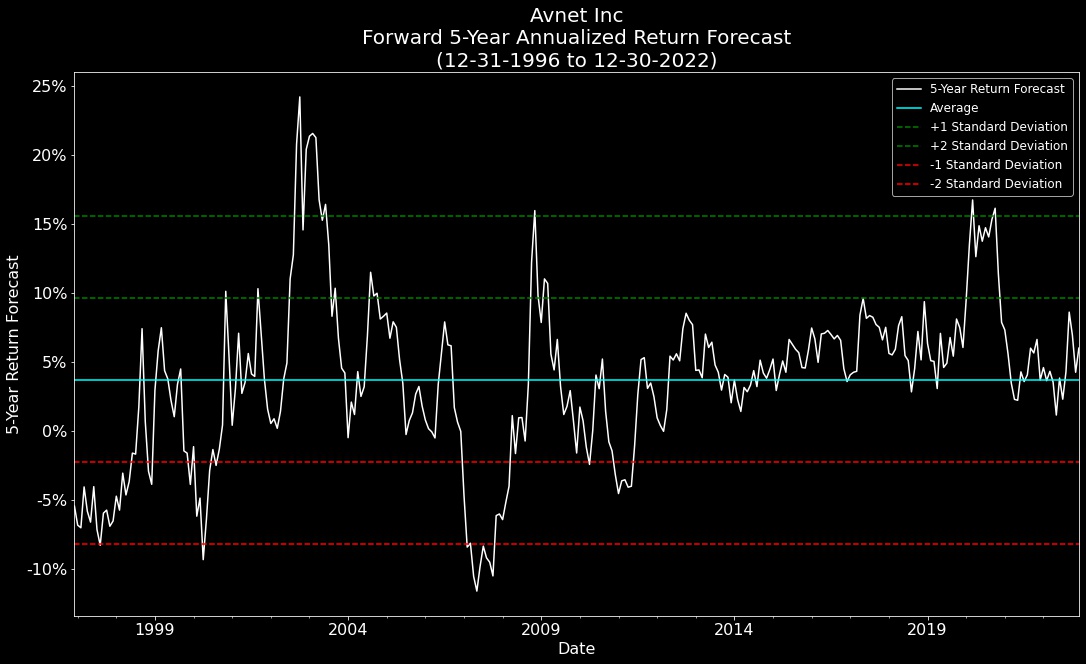 Avnet Inc
Forward 5-Year Annualized Return Forecast
(12-31-1996 to 12-30-2022)
5-Year Return Forecast
Average
+1 Standard Deviation
+2 Standard Deviation
-1 Standard Deviation
-2 Standard Deviation
25%
20%
15%
10%
5%
0%
-5%
-10%
5-Year Return Forecast
1999
2004
2009
2014
2019
Date